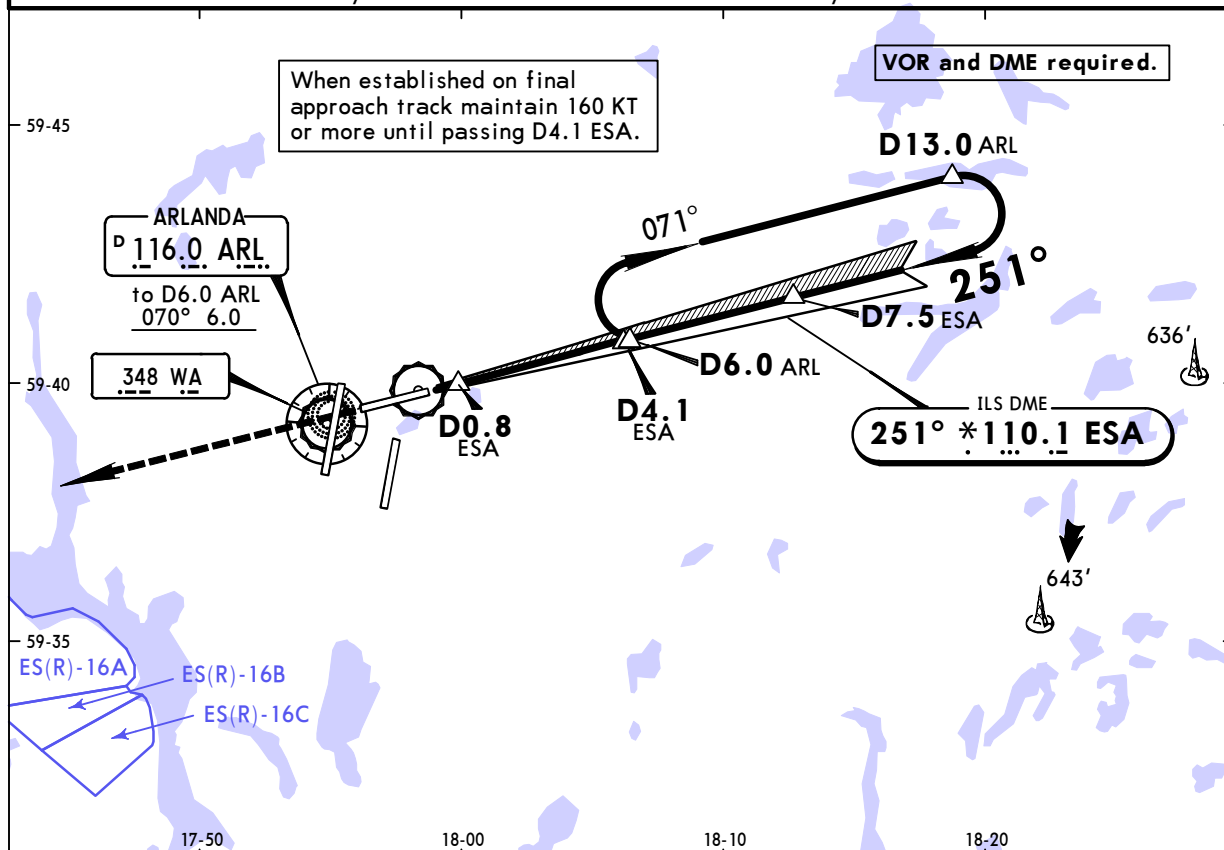 When established on final
approach track maintain 160 KT
or more until passing D4.1 ESA.
VOR and DME required.
59-45
D13.0 ARL
ARLANDA
D 116.0 ARL
to D6.0 ARL
070° 6.0
071°
251°
D7.5 ESA
636'
348 WA
59-40
D6.0 ARL
D0.8
ESA
D4.1
ESA
ILS DME
251° *110.1 ESA
643'
59-35
ES(R)-16A
ES(R)-16B
ES(R)-16C
17-50
18-00
18-10
18-20